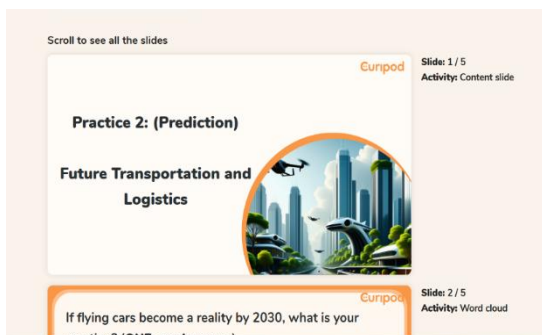 Scroll to see all the slides
Curipod
Slide: 1 / 5
Activity: Content slide
Practice 2: (Prediction)
Future Transportation and
Logistics
Curipod
Slide: 2 / 5
Activity: Word cloud
If flying cars become a reality by 2030, what is your